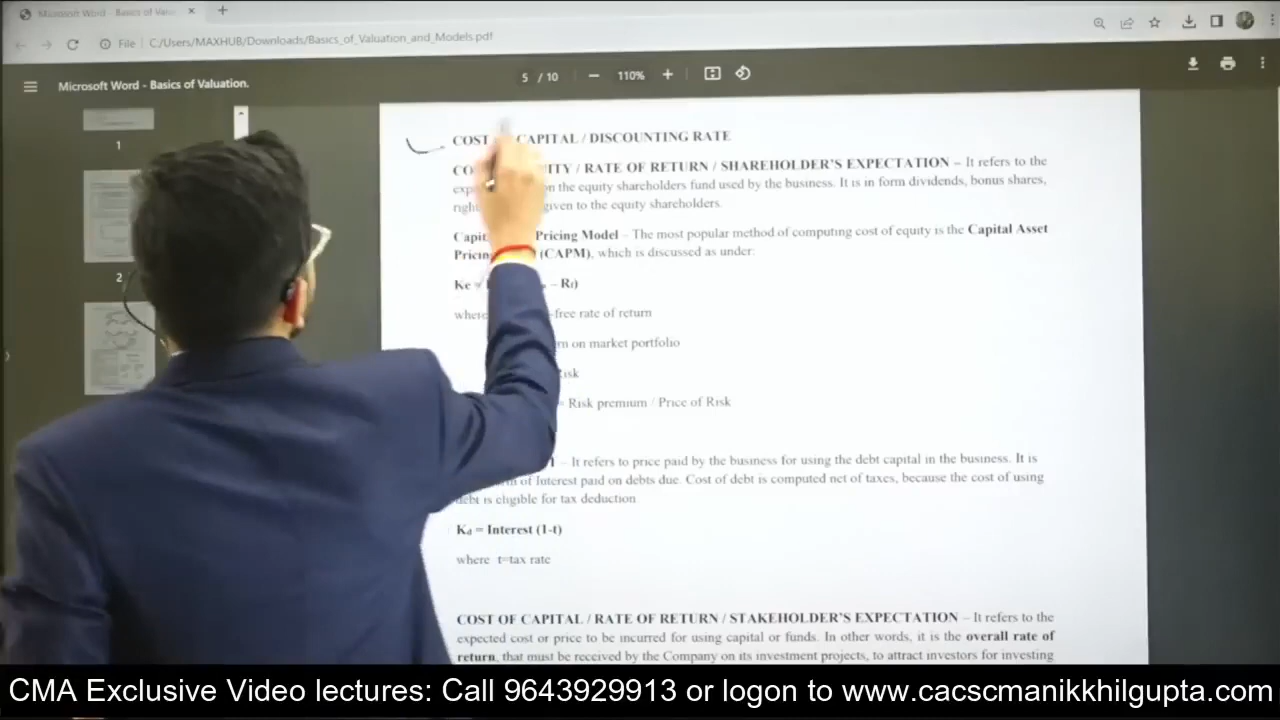 Microsoft Word - Basics of Valu
File | C:/Users/MAXHUB/Downloads/Basics_of_Valuation_and_Models.pdf
Microsoft Word - Basics of Valuation.
5 / 10
110%
1
2
COST CAPITAL / DISCOUNTING RATE
ITY / RATE OF RETURN / SHAREHOLDER'S EXPECTATION – It refers to the
on the equity shareholders fund used by the business. It is in form dividends, bonus shares,
given to the equity shareholders.
Pricing Model – The most popular method of computing cost of equity is the Capital Asset
(CAPM), which is discussed as under:
Ke – Rf)
where free rate of return
on market portfolio
Risk
= Risk premium / Price of Risk
– It refers to price paid by the business for using the debt capital in the business. It is
of Interest paid on debts due. Cost of debt is computed net of taxes, because the cost of using
debt is eligible for tax deduction
Kd = Interest (1-t)
where t=tax rate
COST OF CAPITAL / RATE OF RETURN / STAKEHOLDER'S EXPECTATION – It refers to the
expected cost or price to be incurred for using capital or funds. In other words, it is the overall rate of
return, that must be received by the Company on its investment projects, to attract investors for investing
CMA Exclusive Video lectures: Call 9643929913 or logon to www.cacscmanikkhilgupta.com